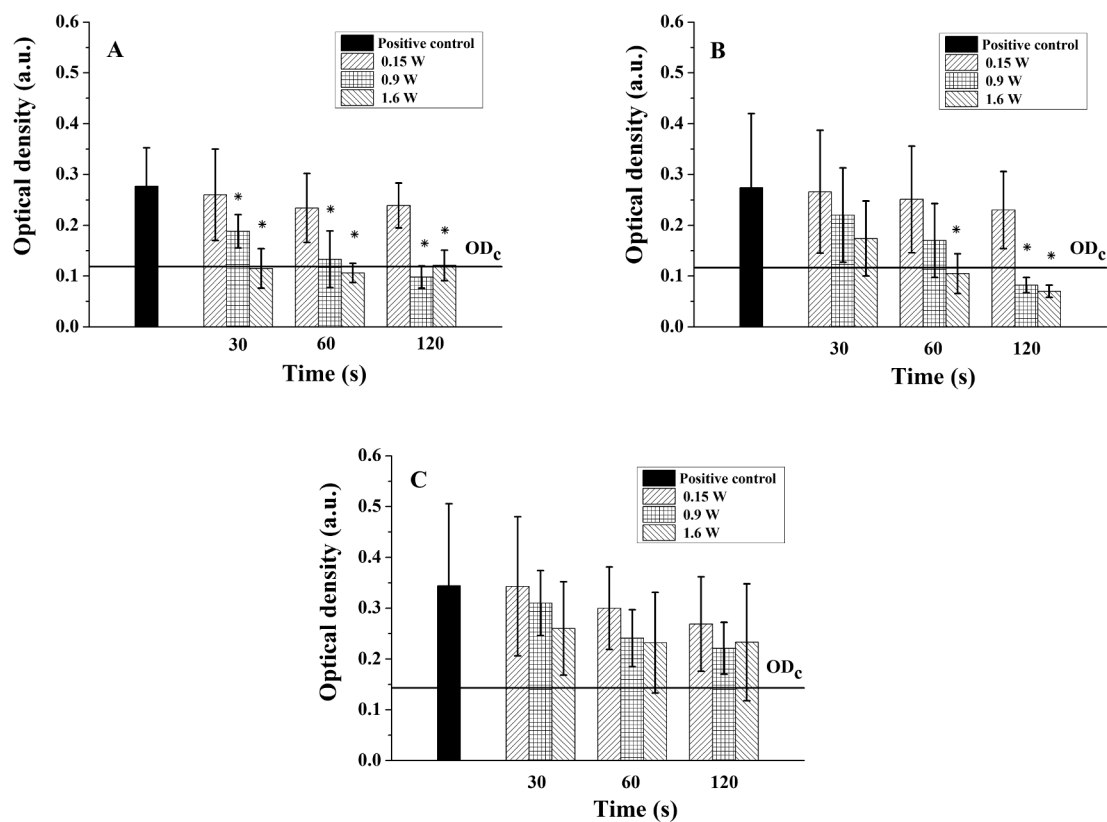 A
Optical density (a.u.)
0.6
0.5
0.4
0.3
0.2
0.1
0.0
Positive control
0.15 W
0.9 W
1.6 W
* * * * * *
ODc
30 60 120
Time (s)
B
Optical density (a.u.)
0.6
0.5
0.4
0.3
0.2
0.1
0.0
Positive control
0.15 W
0.9 W
1.6 W
* * *
ODc
30 60 120
Time (s)
C
Optical density (a.u.)
0.6
0.5
0.4
0.3
0.2
0.1
0.0
Positive control
0.15 W
0.9 W
1.6 W
ODc
30 60 120
Time (s)